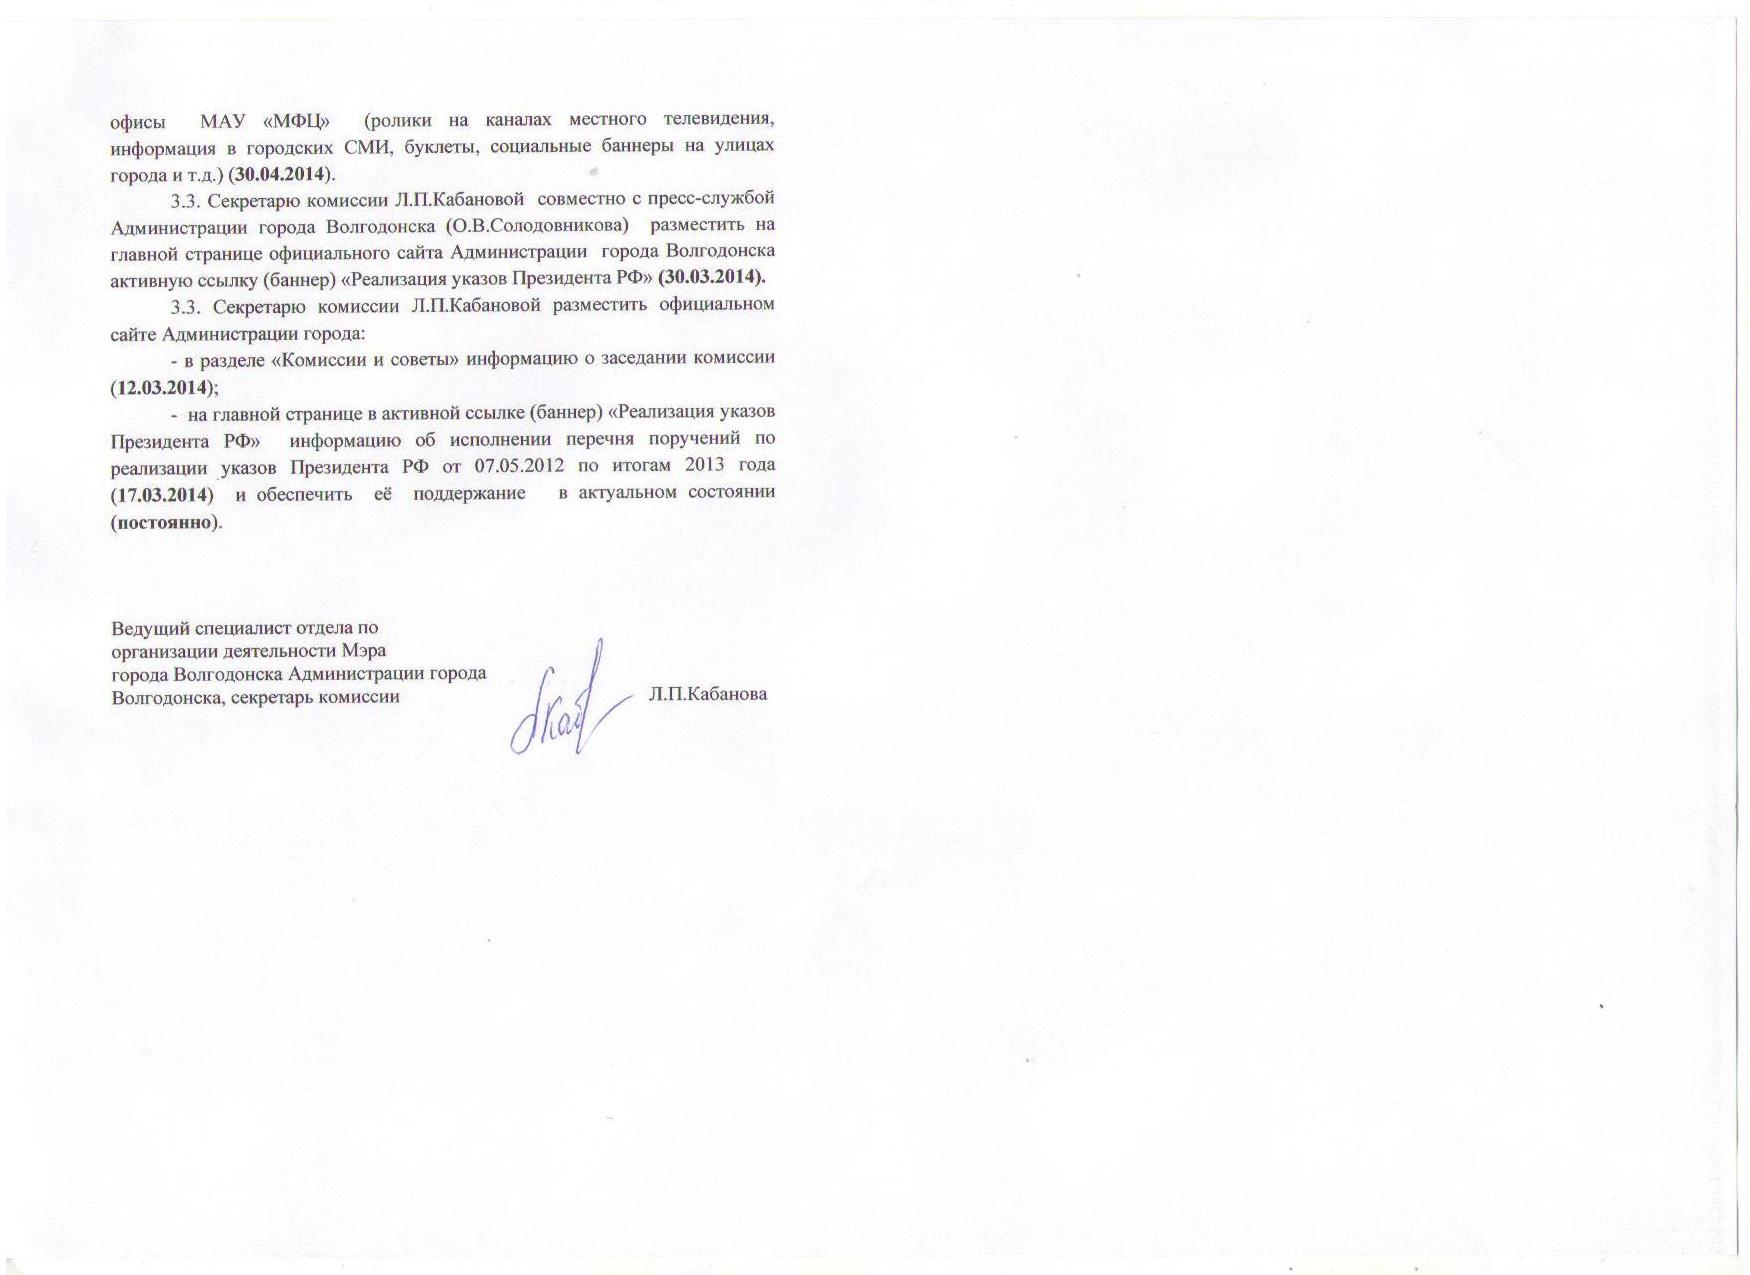 офисы МАУ «МФЦ» (ролики на каналах местного телевидения,
информация в городских СМИ, буклеты, социальные баннеры на улицах
города и т.д.) (30.04.2014).
3.3. Секретарю комиссии Л.П.Кабановой совместно с пресс-службой
Администрации города Волгодонска (О.В.Солодовникова) разместить на
главной странице официального сайта Администрации города Волгодонска
активную ссылку (баннер) «Реализация указов Президента РФ» (30.03.2014).
3.3. Секретарю комиссии Л.П.Кабановой разместить официальном
сайте Администрации города:
- в разделе «Комиссии и советы» информацию о заседании комиссии
(12.03.2014);
- на главной странице в активной ссылке (баннер) «Реализация указов
Президента РФ» информацию об исполнении перечня поручений по
реализации указов Президента РФ от 07.05.2012 по итогам 2013 года
(17.03.2014) и обеспечить её поддержание в актуальном состоянии
(постоянно).
Ведущий специалист отдела по
организации деятельности Мэра
города Волгодонска Администрации города
Волгодонска, секретарь комиссии Л.П.Кабанова